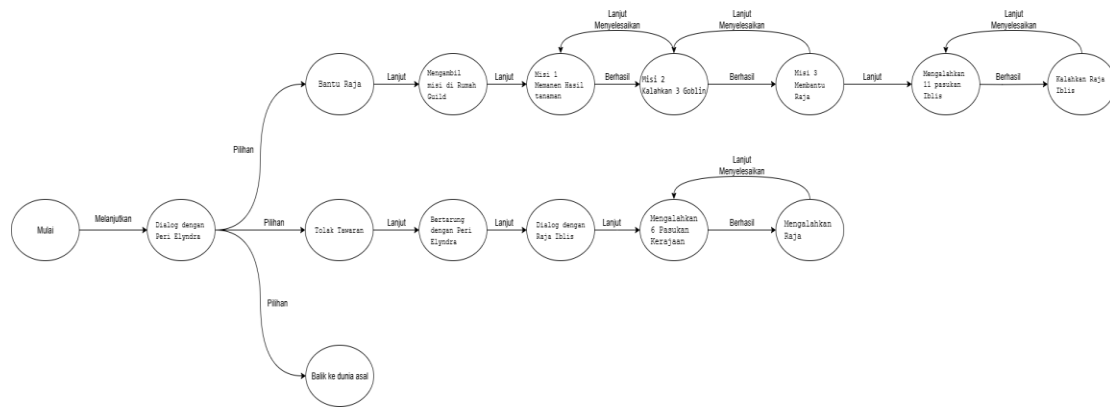 Lanjut
Menyelesaikan
Lanjut
Menyelesaikan
Lanjut
Menyelesaikan
Bantu Raja
Lanjut
Mengambil
misi di Rumah
Guild
Lanjut
Misi 1
Memanen Hasil
tanaman
Berhasil
Misi 2
Kalahkan 3 Goblin
Berhasil
Misi 3
Membantu
Raja
Lanjut
Mengalahkan
11 pasukan
Iblis
Berhasil
Kalahkan Raja
Iblis
Pilihan
Lanjut
Menyelesaikan
Mulai
Melanjutkan
Dialog dengan
Peri Elyndra
Pilihan
Tolak Tawaran
Lanjut
Bertarung
dengan Peri
Elyndra
Lanjut
Dialog dengan
Raja Iblis
Lanjut
Mengalahkan
6 Pasukan
Kerajaan
Berhasil
Mengalahkan
Raja
Pilihan
Balik ke dunia asal